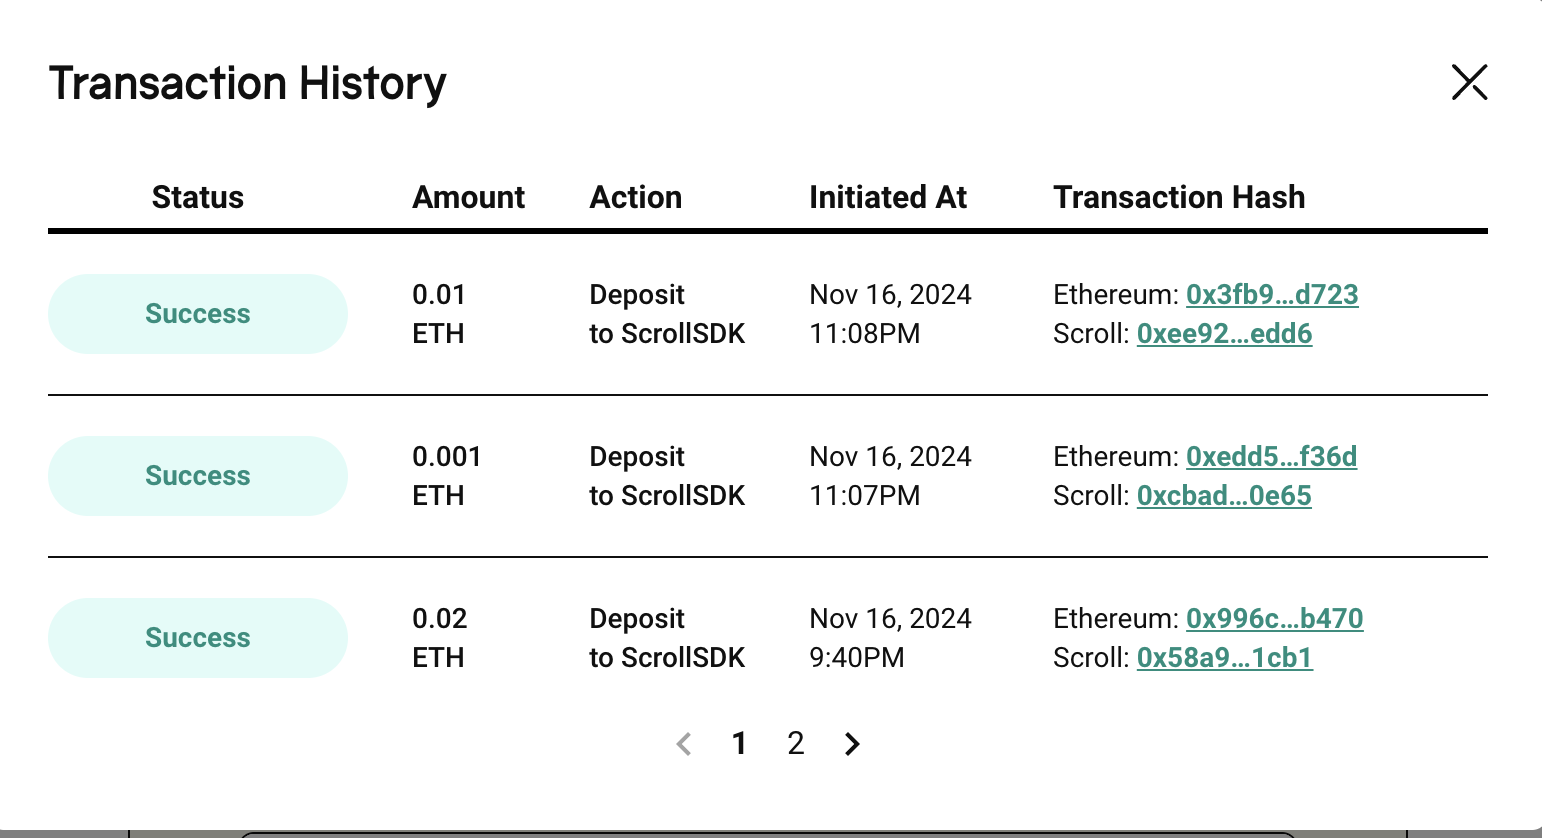 Transaction History
Status Amount Action Initiated At Transaction Hash
Success
0.01
ETH
Deposit
to ScrollSDK
Nov 16, 2024
11:08PM
Ethereum: 0x3fb9…d723
Scroll: 0xee92…edd6
Success
0.001
ETH
Deposit
to ScrollSDK
Nov 16, 2024
11:07PM
Ethereum: 0xedd5…f36d
Scroll: 0xcbad…0e65
Success
0.02
ETH
Deposit
to ScrollSDK
Nov 16, 2024
9:40PM
Ethereum: 0x996c…b470
Scroll: 0x58a9…1cb1
1 2